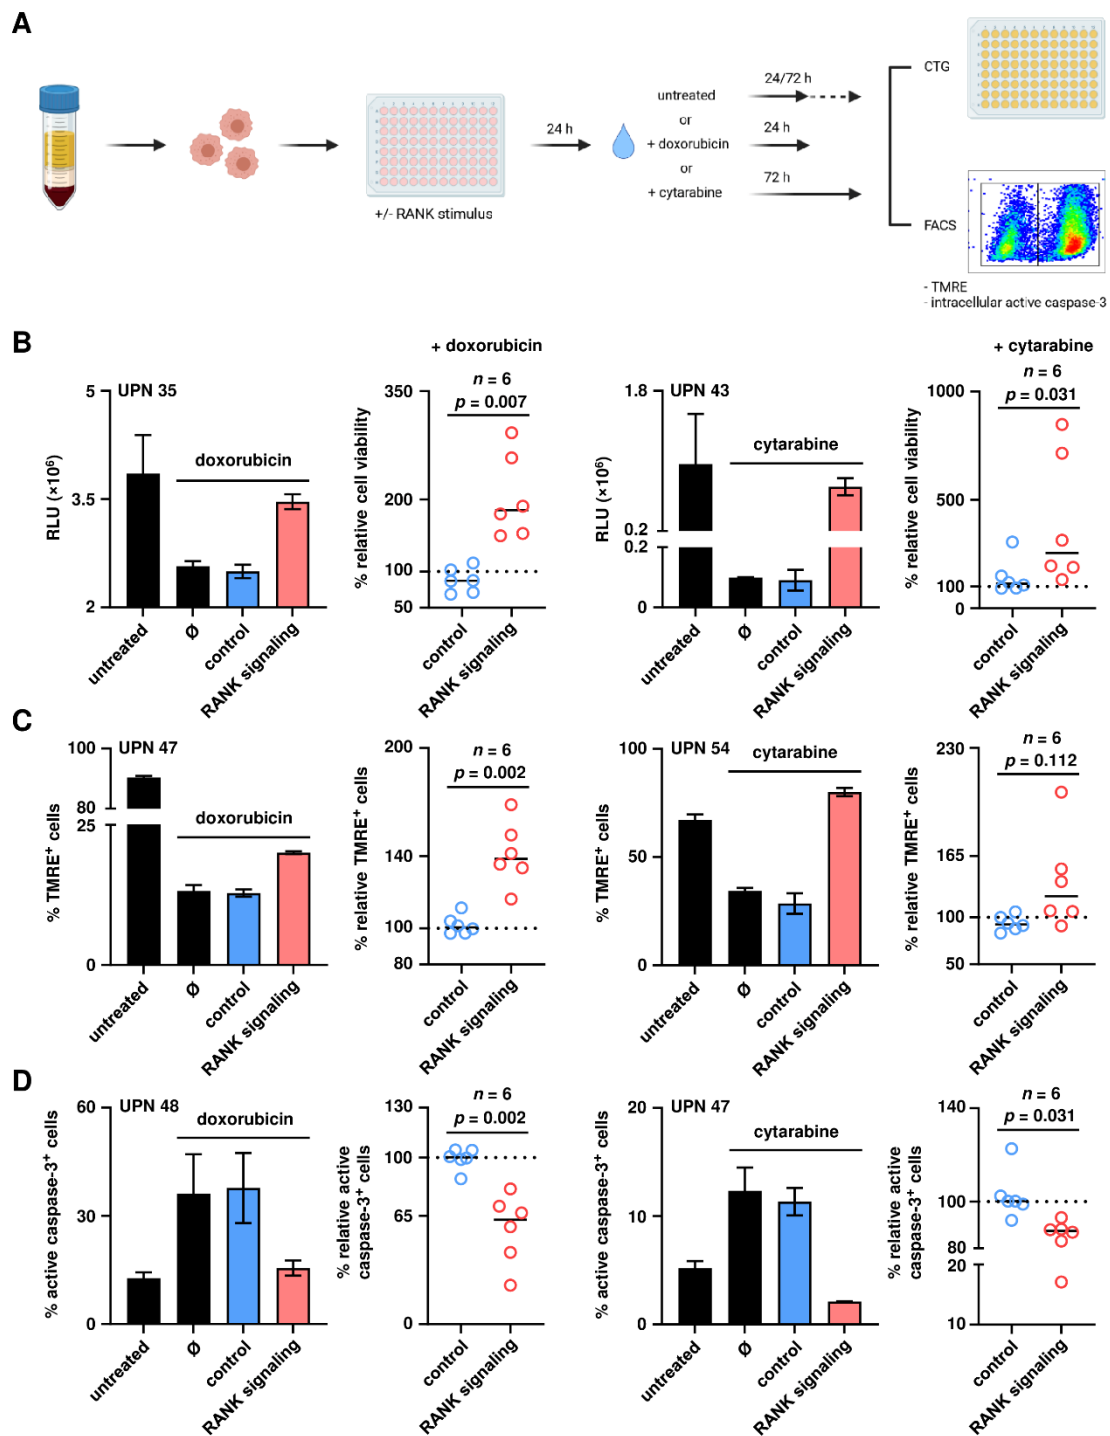 A
+/- RANK stimulus
24 h
untreated
or
+ doxorubicin
or
+ cytarabine
24/72 h
24 h
72 h
CTG
FACS
- TMRE
- intracellular active caspase-3
B
UPN 35
5
3.5
2
RLU (×10⁶)
doxorubicin
untreated
Ø
control
RANK signaling
+ doxorubicin
n = 6
p = 0.007
350
200
100
50
% relative cell viability
control
RANK signaling
UPN 43
1.8
0.2
0.2
0
RLU (×10⁶)
cytarabine
untreated
Ø
control
RANK signaling
+ cytarabine
n = 6
p = 0.031
1000
500
100
0
% relative cell viability
control
RANK signaling
C
UPN 47
100
80
25
0
% TMRE⁺ cells
doxorubicin
untreated
Ø
control
RANK signaling
n = 6
p = 0.002
200
140
100
80
% relative TMRE⁺ cells
control
RANK signaling
UPN 54
100
50
0
% TMRE⁺ cells
cytarabine
untreated
Ø
control
RANK signaling
n = 6
p = 0.112
230
165
100
50
% relative TMRE⁺ cells
control
RANK signaling
D
UPN 48
60
30
0
% active caspase-3⁺ cells
doxorubicin
untreated
Ø
control
RANK signaling
n = 6
p = 0.002
130
100
65
0
% relative active
caspase-3⁺ cells
control
RANK signaling
UPN 47
20
10
0
% active caspase-3⁺ cells
cytarabine
untreated
Ø
control
RANK signaling
n = 6
p = 0.031
140
100
80
20
10
% relative active
caspase-3⁺ cells
control
RANK signaling